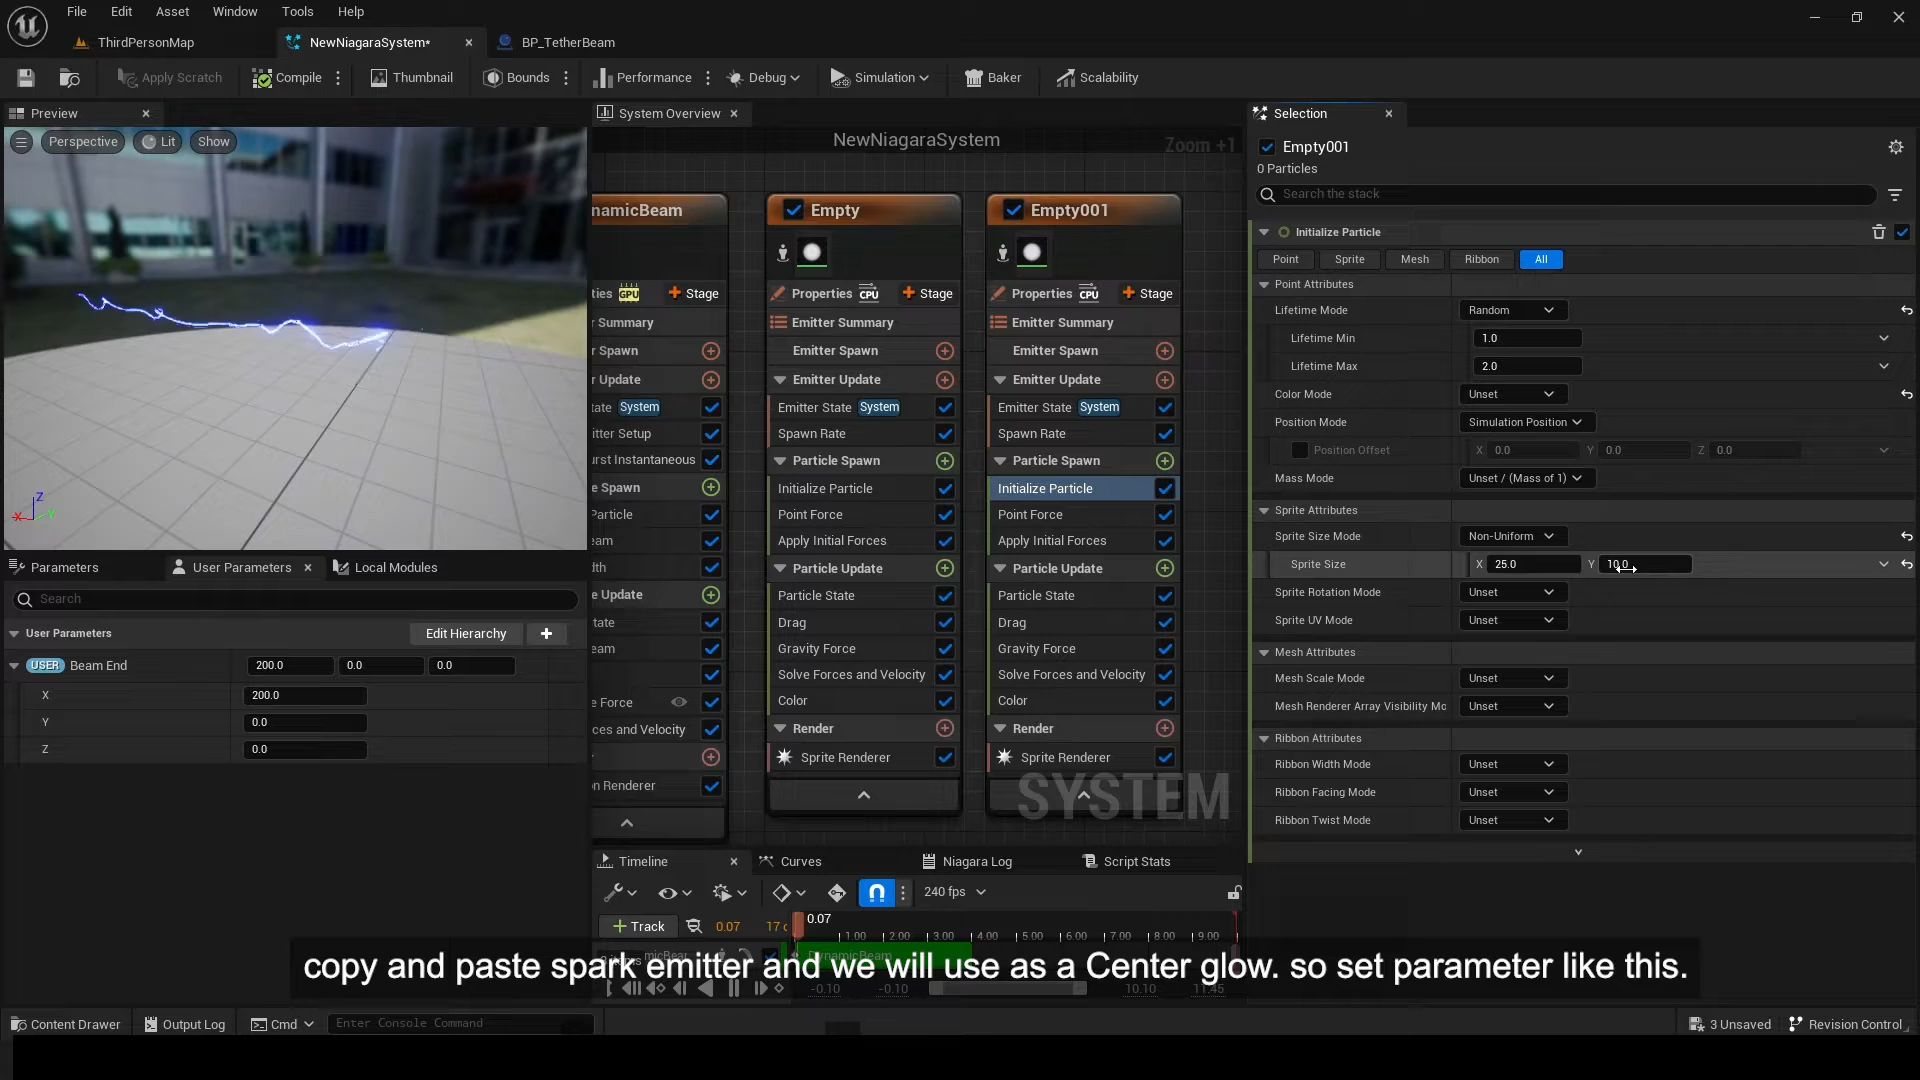 File Edit Asset Window Tools Help
ThirdPersonMap NewNiagaraSystem* BP_TetherBeam
Apply Scratch Compile Thumbnail Bounds Performance Debug Simulation Baker Scalability
Preview
Perspective Lit Show
Z
X
Parameters User Parameters Local Modules
Search
User Parameters Edit Hierarchy
USER Beam End 200.0 0.0 0.0
X 200.0
Y 0.0
Z 0.0
System Overview
NewNiagaraSystem
Zoom +1
namicBeam
GPU Stage
r Summary
r Spawn
r Update
tate System
itter Setup
urst Instantaneous
e Spawn
Particle
eam
dth
e Update
tate
eam
e Force
ces and Velocity
n Renderer
Empty
Properties CPU Stage
Emitter Summary
Emitter Spawn
Emitter Update
Emitter State System
Spawn Rate
Particle Spawn
Initialize Particle
Point Force
Apply Initial Forces
Particle Update
Particle State
Drag
Gravity Force
Solve Forces and Velocity
Color
Render
Sprite Renderer
Empty001
Properties CPU Stage
Emitter Summary
Emitter Spawn
Emitter Update
Emitter State System
Spawn Rate
Particle Spawn
Initialize Particle
Point Force
Apply Initial Forces
Particle Update
Particle State
Drag
Gravity Force
Solve Forces and Velocity
Color
Render
Sprite Renderer
SYSTEM
Timeline Curves Niagara Log Script Stats
240 fps
Track 0.07 0.07
1.00 2.00 3.00 4.00 5.00 6.00 7.00 8.00 9.00
-0.10 -0.10 10.10 11.45
Selection
Empty001
0 Particles
Search the stack
Initialize Particle
Point Sprite Mesh Ribbon All
Point Attributes
Lifetime Mode Random
Lifetime Min 1.0
Lifetime Max 2.0
Color Mode Unset
Position Mode Simulation Position
Position Offset X 0.0 Y 0.0 Z 0.0
Mass Mode Unset / (Mass of 1)
Sprite Attributes
Sprite Size Mode Non-Uniform
Sprite Size X 25.0 Y 10.0
Sprite Rotation Mode Unset
Sprite UV Mode Unset
Mesh Attributes
Mesh Scale Mode Unset
Mesh Renderer Array Visibility Mo Unset
Ribbon Attributes
Ribbon Width Mode Unset
Ribbon Facing Mode Unset
Ribbon Twist Mode Unset
copy and paste spark emitter and we will use as a Center glow. so set parameter like this.
Content Drawer Output Log Cmd Enter Console Command 3 Unsaved Revision Control